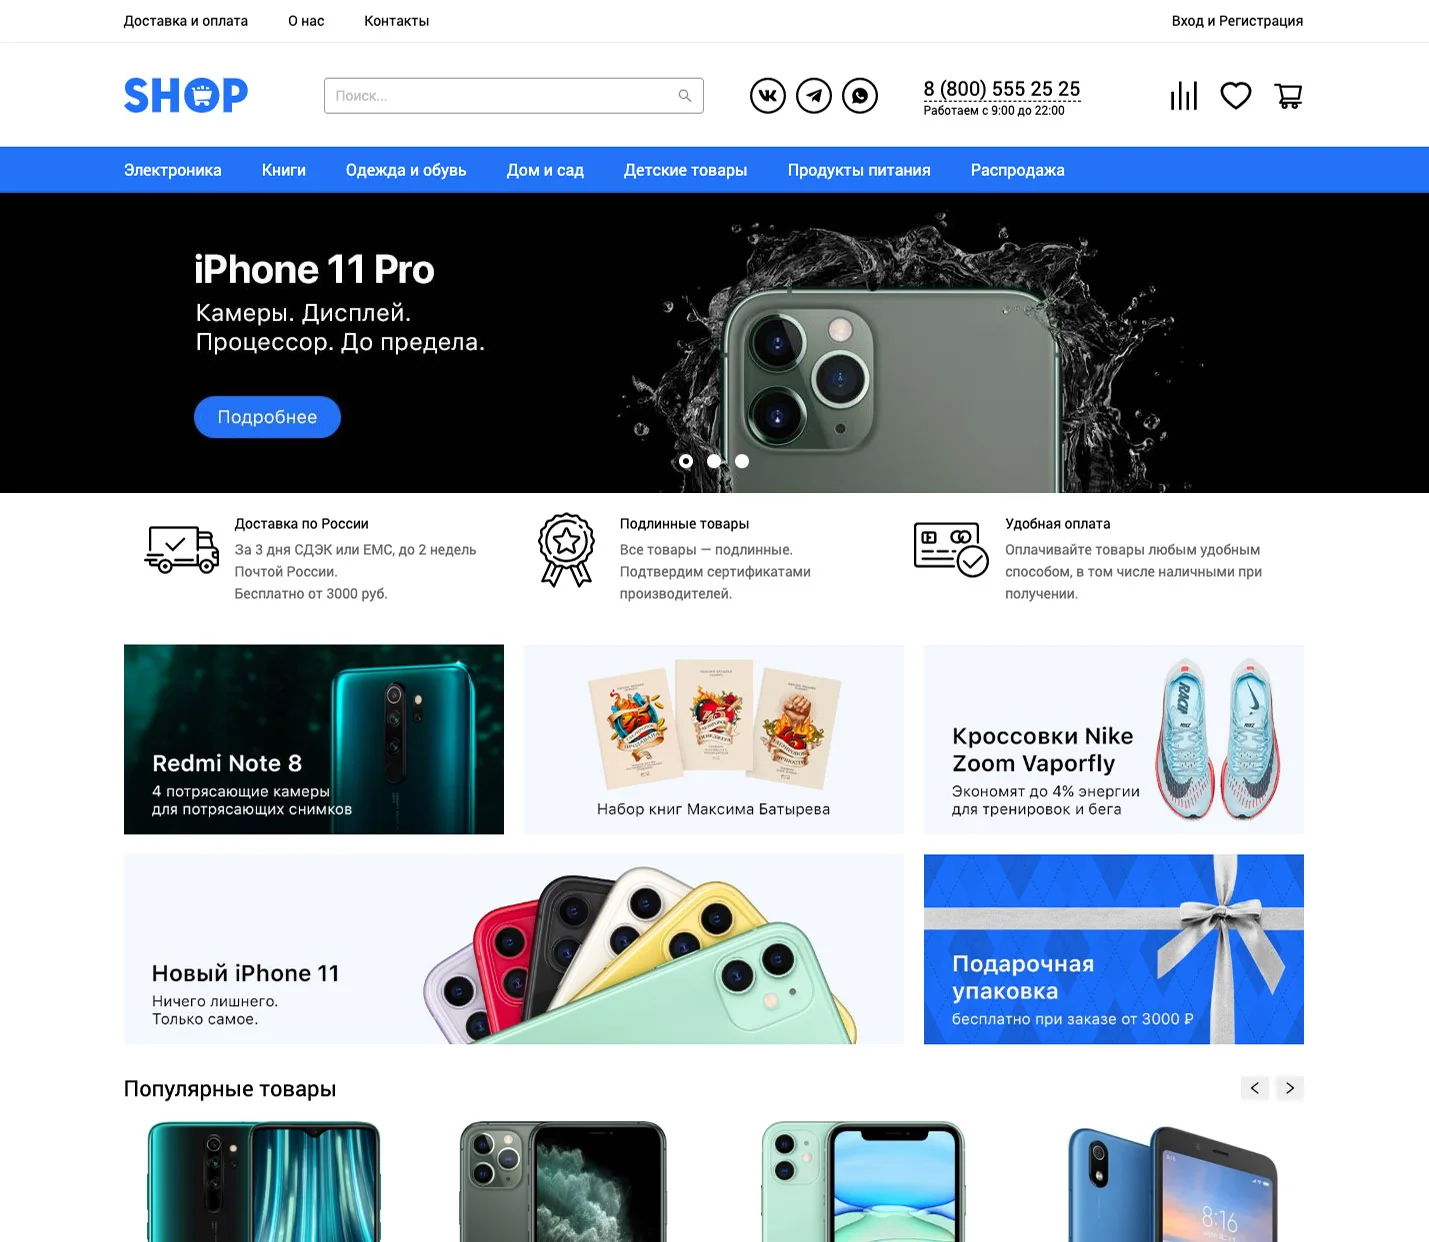 Доставка и оплата
О нас
Контакты
Вход и Регистрация
SHOP
Поиск...
8 (800) 555 25 25
Работаем с 9:00 до 22:00
Электроника
Книги
Одежда и обувь
Дом и сад
Детские товары
Продукты питания
Распродажа
iPhone 11 Pro
Камеры. Дисплей.
Процессор. До предела.
Подробнее
Доставка по России
За 3 дня СДЭК или ЕМС, до 2 недель
Почтой России.
Бесплатно от 3000 руб.
Подлинные товары
Все товары — подлинные.
Подтвердим сертификатами
производителей.
Удобная оплата
Оплачивайте товары любым удобным
способом, в том числе наличными при
получении.
Redmi Note 8
4 потрясающие камеры
для потрясающих снимков
Набор книг Максима Батырева
Кроссовки Nike
Zoom Vaporfly
Экономят до 4% энергии
для тренировок и бега
Новый iPhone 11
Ничего лишнего.
Только самое.
Подарочная
упаковка
бесплатно при заказе от 3000 ₽
Популярные товары
8:16